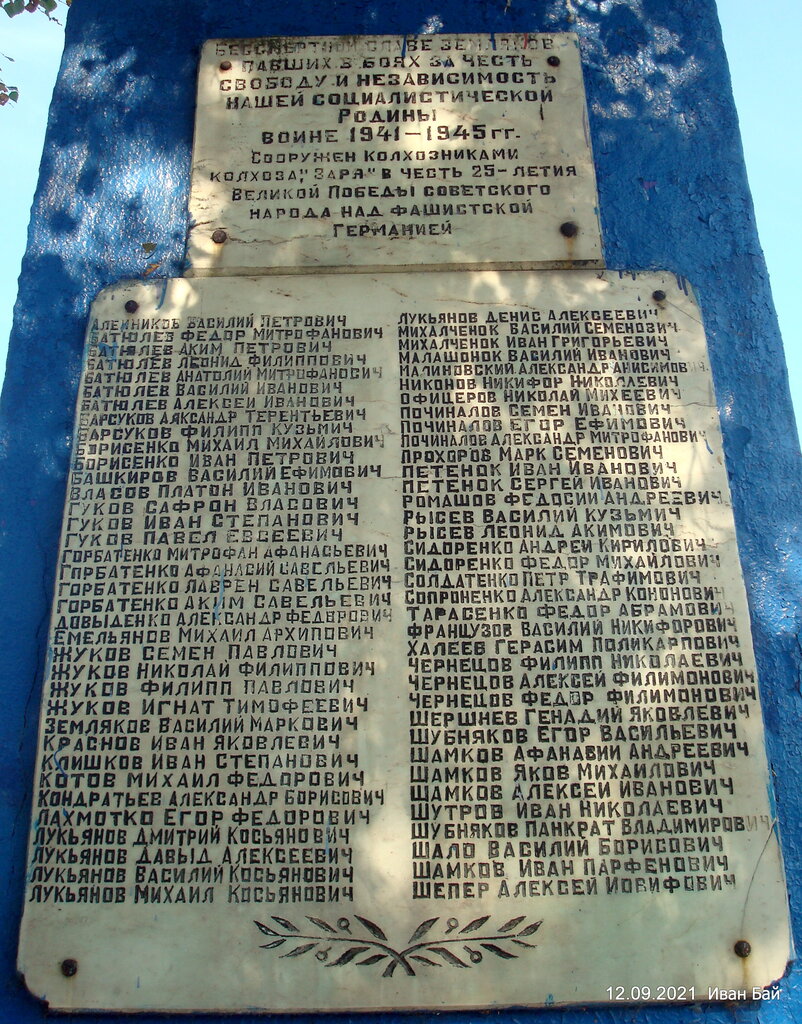 БЕССМЕРТНОЙ СЛАВЕ ЗЕМЛЯКОВ
ПАВШИХ В БОЯХ ЗА ЧЕСТЬ
СВОБОДУ И НЕЗАВИСИМОСТЬ
НАШЕЙ СОЦИАЛИСТИЧЕСКОЙ
РОДИНЫ
ВОИНЕ 1941-1945 ГГ.
СООРУЖЕН КОЛХОЗНИКАМИ
КОЛХОЗА "ЗАРЯ" В ЧЕСТЬ 25-ЛЕТИЯ
ВЕЛИКОЙ ПОБЕДЫ СОВЕТСКОГО
НАРОДА НАД ФАШИСТСКОЙ
ГЕРМАНИЕЙ
АЛЕЙНИКОВ ВАСИЛИЙ ПЕТРОВИЧ
БАТЮЛЕВ ФЕДОР МИТРОФАНОВИЧ
БАТЮЛЕВ АКИМ ПЕТРОВИЧ
БАТЮЛЕВ ЛЕОНИД ФИЛИППОВИЧ
БАТЮЛЕВ АНАТОЛИЙ МИТРОФАНОВИЧ
БАТЮЛЕВ ВАСИЛИЙ ИВАНОВИЧ
БАТЮЛЕВ АЛЕКСЕЙ ИВАНОВИЧ
БАРСУКОВ АЛЯКСАНДР ТЕРЕНТЬЕВИЧ
БАРСУКОВ ФИЛИПП КУЗЬМИЧ
БОРИСЕНКО МИХАИЛ МИХАЙЛОВИЧ
БОРИСЕНКО ИВАН ПЕТРОВИЧ
БАШКИРОВ ВАСИЛИЙ ЕФИМОВИЧ
ВЛАСОВ ПЛАТОН ИВАНОВИЧ
ГУКОВ САФРОН ВЛАСОВИЧ
ГУКОВ ИВАН СТЕПАНОВИЧ
ГУКОВ ПАВЕЛ ЕВСЕЕВИЧ
ГОРБАТЕНКО МИТРОФАН АФАНАСЬЕВИЧ
ГОРБАТЕНКО АФАНАСИЙ САВЕЛЬЕВИЧ
ГОРБАТЕНКО ЛАВРЕН САВЕЛЬЕВИЧ
ГОРБАТЕНКО АКИМ САВЕЛЬЕВИЧ
ДОВЫДЕНКО АЛЕКСАНДР ФЕДОРОВИЧ
ЕМЕЛЬЯНОВ МИХАИЛ АРХИПОВИЧ
ЖУКОВ СЕМЕН ПАВЛОВИЧ
ЖУКОВ НИКОЛАЙ ФИЛИППОВИЧ
ЖУКОВ ФИЛИПП ПАВЛОВИЧ
ЖУКОВ ИГНАТ ТИМОФЕЕВИЧ
ЗЕМЛЯКОВ ВАСИЛИЙ МАРКОВИЧ
КРАСНОВ ИВАН ЯКОВЛЕВИЧ
КЛИШКОВ ИВАН СТЕПАНОВИЧ
КОТОВ МИХАИЛ ФЕДОРОВИЧ
КОНДРАТЬЕВ АЛЕКСАНДР БОРИСОВИЧ
ЛАХМОТКО ЕГОР ФЕДОРОВИЧ
ЛУКЬЯНОВ ДМИТРИЙ КОСЬЯНОВИЧ
ЛУКЬЯНОВ ДАВЫД АЛЕКСЕЕВИЧ
ЛУКЬЯНОВ ВАСИЛИЙ КОСЬЯНОВИЧ
ЛУКЬЯНОВ МИХАИЛ КОСЬЯНОВИЧ
ЛУКЬЯНОВ ДЕНИС АЛЕКСЕЕВИЧ
МИХАЛЧЕНОК ВАСИЛИЙ СЕМЕНОВИЧ
МИХАЛЧЕНОК ИВАН ГРИГОРЬЕВИЧ
МАЛАШОНОК ВАСИЛИЙ ИВАНОВИЧ
МАЛИНОВСКИЙ АЛЕКСАНДР АНИСИМОВИЧ
НИКОНОВ НИКИФОР НИКОЛАЕВИЧ
ОФИЦЕРОВ НИКОЛАЙ МИХЕЕВИЧ
ПОЧИНАЛОВ СЕМЕН ИВАНОВИЧ
ПОЧИНАЛОВ ЕГОР ЕФИМОВИЧ
ПОЧИНАЛОВ АЛЕКСАНДР МИТРОФАНОВИЧ
ПРОХОРОВ МАРК СЕМЕНОВИЧ
ПЕТЕНОК ИВАН ИВАНОВИЧ
ПЕТЕНОК СЕРГЕЙ ИВАНОВИЧ
РОМАШОВ ФЕДОСИЙ АНДРЕЕВИЧ
РЫСЕВ ВАСИЛИЙ КУЗЬМИЧ
РЫСЕВ ЛЕОНИД АКИМОВИЧ
СИДОРЕНКО АНДРЕЙ КИРИЛОВИЧ
СИДОРЕНКО ФЕДОР МИХАЙЛОВИЧ
СОЛДАТЕНКО ПЕТР ТРАФИМОВИЧ
СОПРОНЕНКО АЛЕКСАНДР КОНОНОВИЧ
ТАРАСЕНКО ФЕДОР АБРАМОВИЧ
ФРАНЦУЗОВ ВАСИЛИЙ НИКИФОРОВИЧ
ХАЛЕЕВ ГЕРАСИМ ПОЛИКАРПОВИЧ
ЧЕРНЕЦОВ ФИЛИПП НИКОЛАЕВИЧ
ЧЕРНЕЦОВ АЛЕКСЕЙ ФИЛИМОНОВИЧ
ЧЕРНЕЦОВ ФЕДОР ФИЛИМОНОВИЧ
ШЕРШНЕВ ГЕНАДИЙ ЯКОВЛЕВИЧ
ШУБНЯКОВ ЕГОР ВАСИЛЬЕВИЧ
ШАМКОВ АФАНАВИЙ АНДРЕЕВИЧ
ШАМКОВ ЯКОВ МИХАЙЛОВИЧ
ШАМКОВ АЛЕКСЕЙ ИВАНОВИЧ
ШУТРОВ ИВАН НИКОЛАЕВИЧ
ШУБНЯКОВ ПАНКРАТ ВЛАДИМИРОВИЧ
ШАЛО ВАСИЛИЙ БОРИСОВИЧ
ШАМКОВ ИВАН ПАРФЕНОВИЧ
ШЕПЕР АЛЕКСЕЙ ИОВИФОВИЧ
12.09.2021 Иван Бай